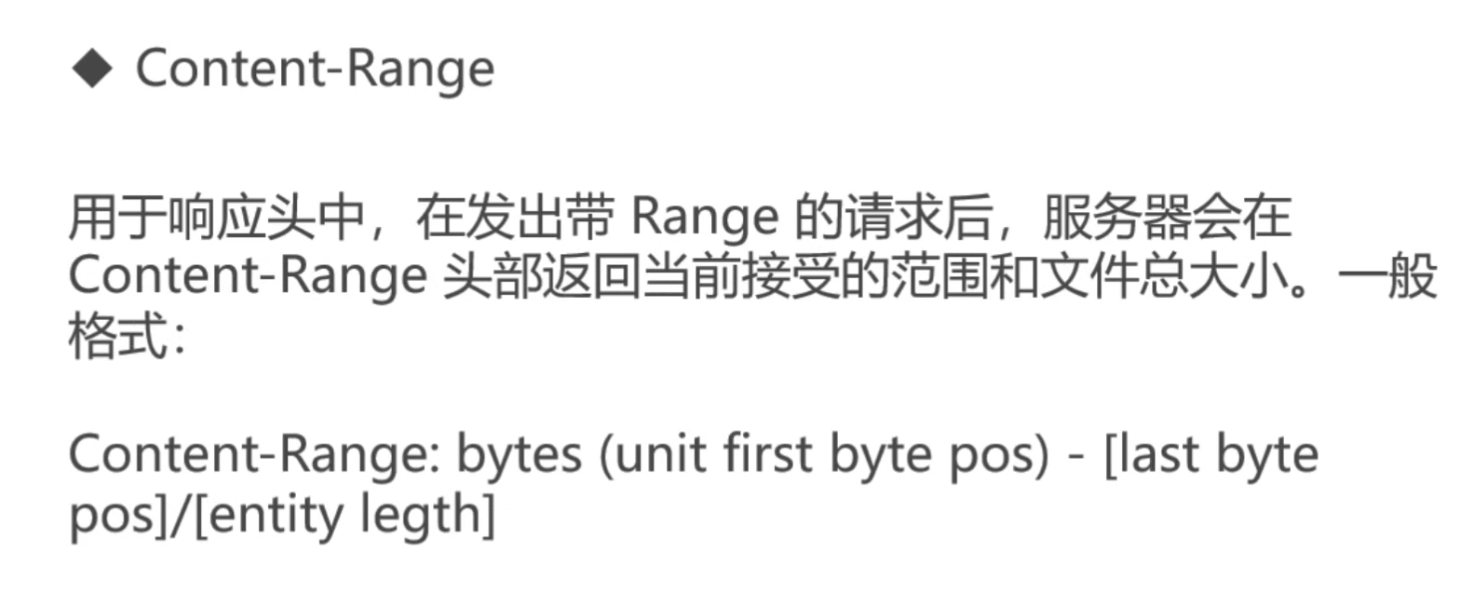 ◆ Content-Range
用于响应头中，在发出带 Range 的请求后，服务器会在
Content-Range 头部返回当前接受的范围和文件总大小。一般
格式：
Content-Range: bytes (unit first byte pos) - [last byte
pos]/[entity legth]